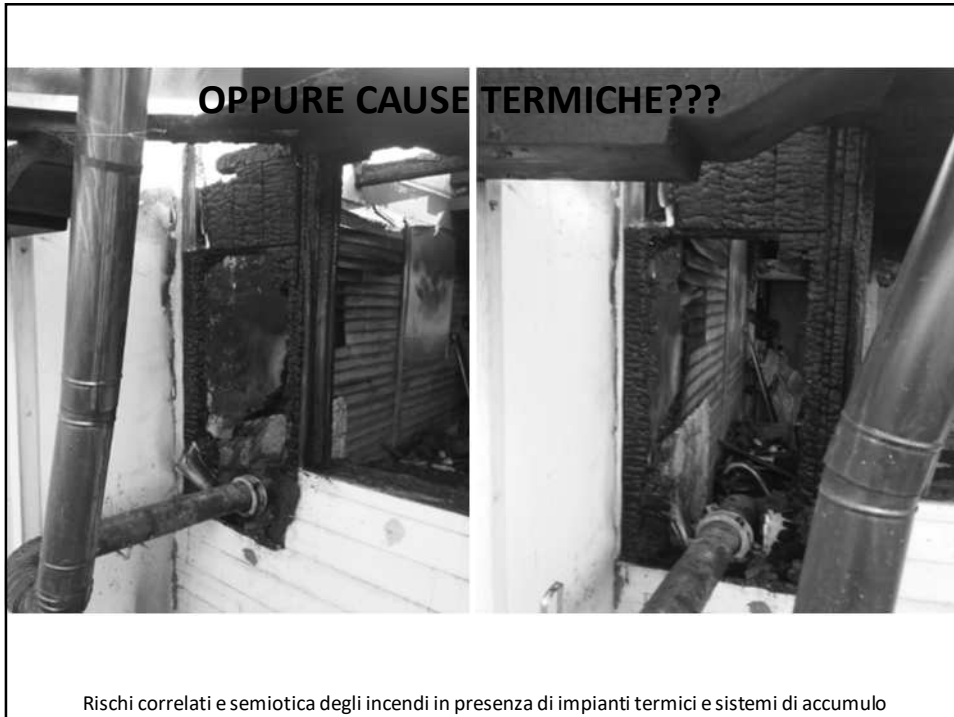 OPPURE CAUSE TERMICHE???
Rischi correlati e semiotica degli incendi in presenza di impianti termici e sistemi di accumulo